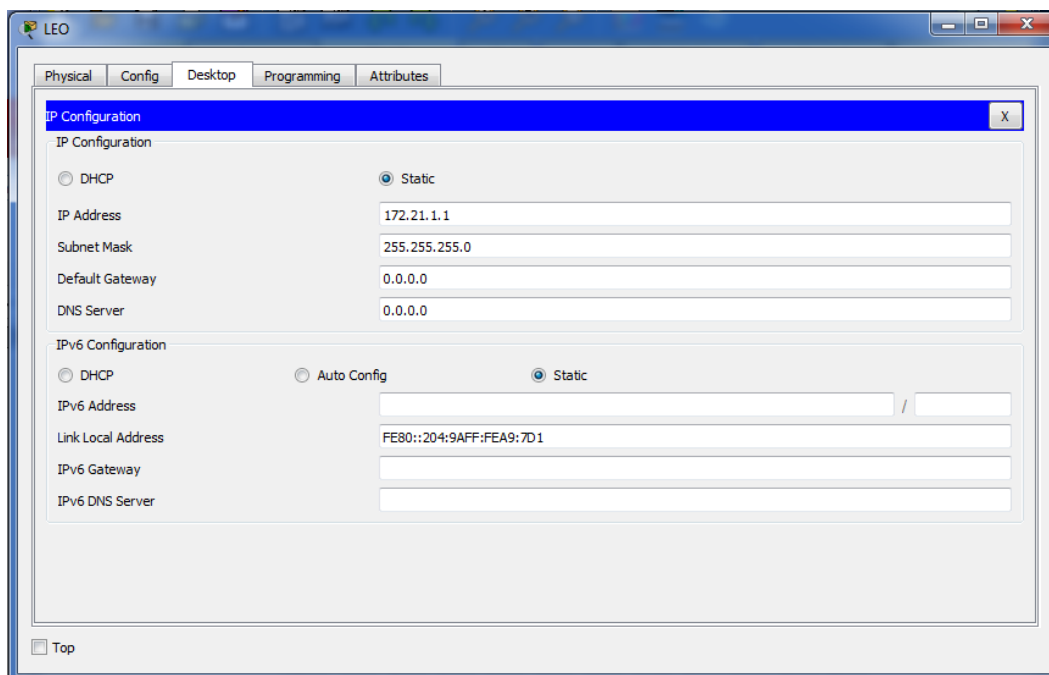 LEO
Physical Config Desktop Programming Attributes
IP Configuration X
IP Configuration
DHCP Static
IP Address 172.21.1.1
Subnet Mask 255.255.255.0
Default Gateway 0.0.0.0
DNS Server 0.0.0.0
IPv6 Configuration
DHCP Auto Config Static
IPv6 Address /
Link Local Address FE80::204:9AFF:FEA9:7D1
IPv6 Gateway
IPv6 DNS Server
Top